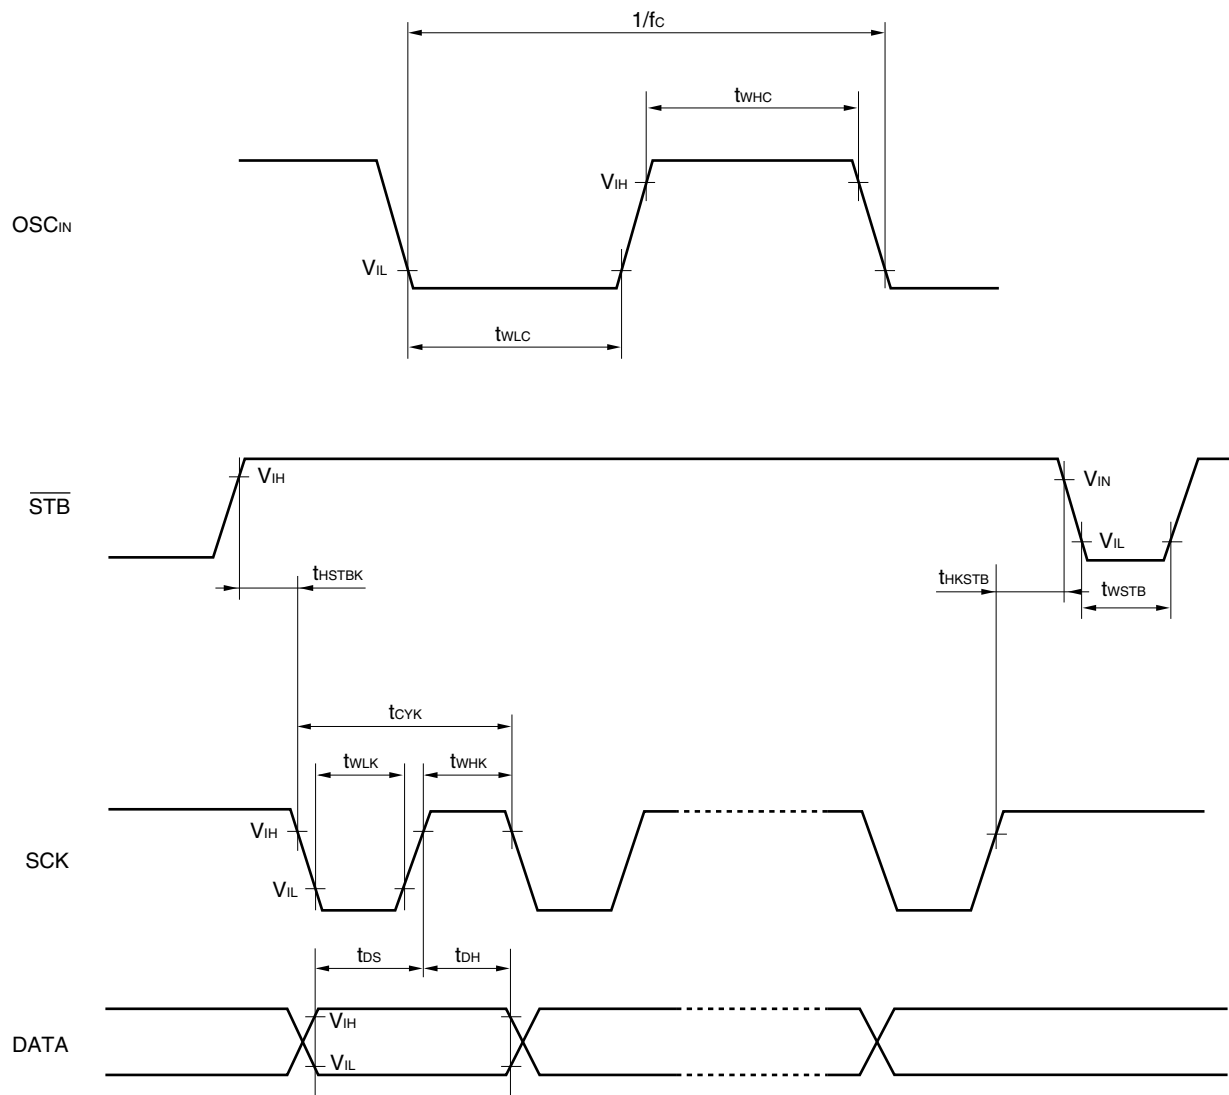 1/fC
tWHC
VIH
OSCIN
VIL
tWLC
VIH
VIN
STB
VIL
tHSTBK
tHKSTB
tWSTB
tCYK
tWLK
tWHK
VIH
SCK
VIL
tDS
tDH
VIH
DATA
VIL